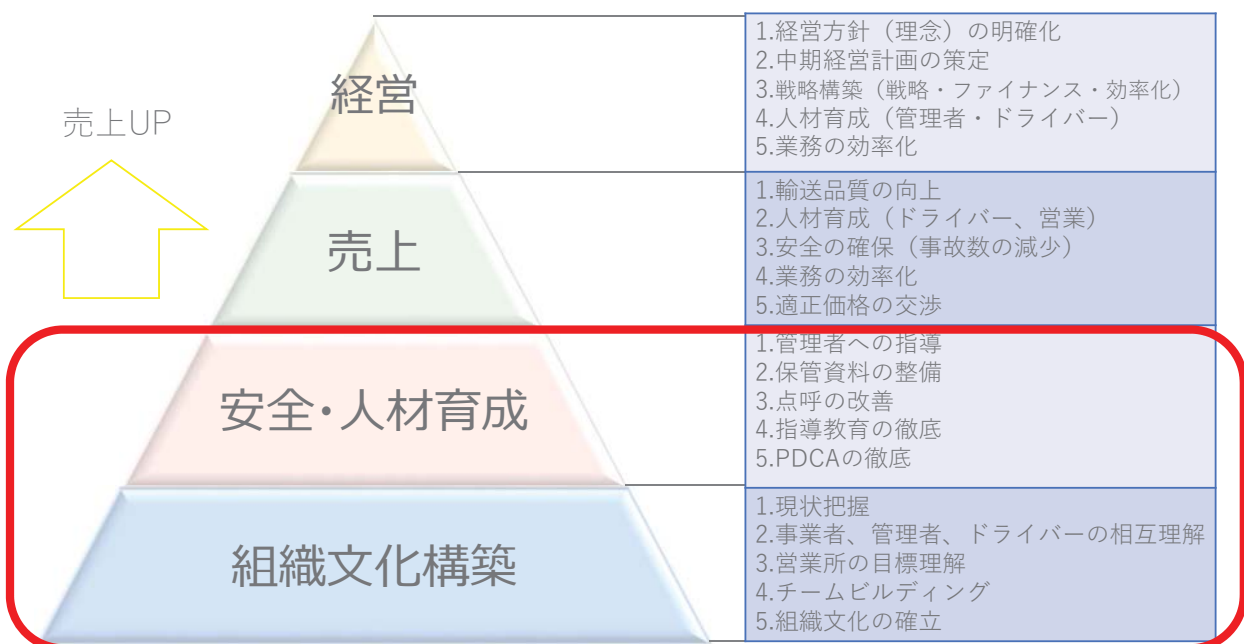 売上UP
経営
1.経営方針（理念）の明確化
2.中期経営計画の策定
3.戦略構築（戦略・ファイナンス・効率化）
4.人材育成（管理者・ドライバー）
5.業務の効率化
売上
1.輸送品質の向上
2.人材育成（ドライバー、営業）
3.安全の確保（事故数の減少）
4.業務の効率化
5.適正価格の交渉
安全・人材育成
1.管理者への指導
2.保管資料の整備
3.点呼の改善
4.指導教育の徹底
5.PDCAの徹底
組織文化構築
1.現状把握
2.事業者、管理者、ドライバーの相互理解
3.営業所の目標理解
4.チームビルディング
5.組織文化の確立